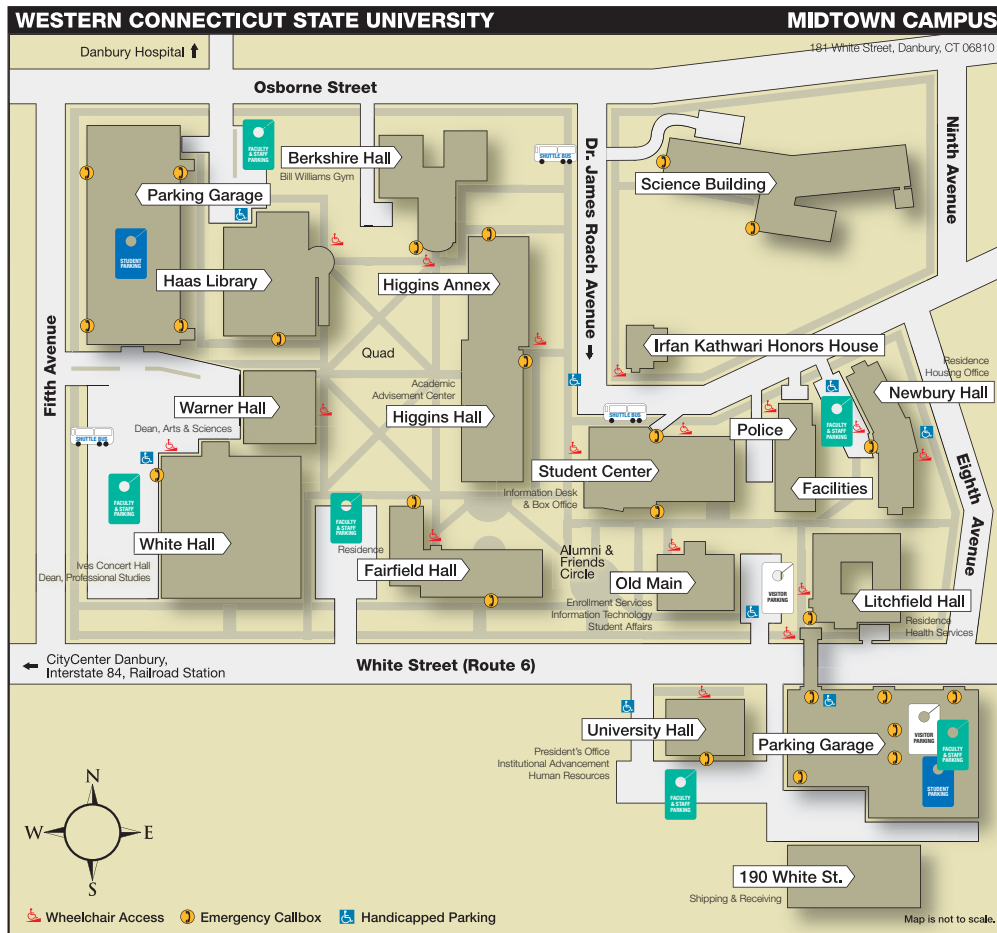 WESTERN CONNECTICUT STATE UNIVERSITY
MIDTOWN CAMPUS
Danbury Hospital
181 White Street, Danbury, CT 06810
Osborne Street
Ninth Avenue
Dr. James Roach Avenue
FACULTY
& STAFF
PARKING
Berkshire Hall
Bill Williams Gym
SHUTTLE BUS
Science Building
Parking Garage
STUDENT
PARKING
Haas Library
Higgins Annex
Fifth Avenue
Quad
Irfan Kathwari Honors House
Residence
Housing Office
Newbury Hall
Academic
Advisement Center
Higgins Hall
Warner Hall
Dean, Arts & Sciences
SHUTTLE BUS
SHUTTLE BUS
Police
FACULTY
& STAFF
PARKING
Student Center
Information Desk
& Box Office
Facilities
Eighth Avenue
FACULTY
& STAFF
PARKING
White Hall
Ives Concert Hall
Dean, Professional Studies
FACULTY
& STAFF
PARKING
Residence
Fairfield Hall
Alumni &
Friends
Circle
Old Main
Enrollment Services
Information Technology
Student Affairs
VISITOR
PARKING
Litchfield Hall
Residence
Health Services
CityCenter Danbury,
Interstate 84, Railroad Station
White Street (Route 6)
University Hall
President's Office
Institutional Advancement
Human Resources
FACULTY
& STAFF
PARKING
Parking Garage
VISITOR
PARKING
FACULTY
& STAFF
PARKING
STUDENT
PARKING
N
W
E
S
190 White St.
Shipping & Receiving
Wheelchair Access
Emergency Callbox
Handicapped Parking
Map is not to scale.